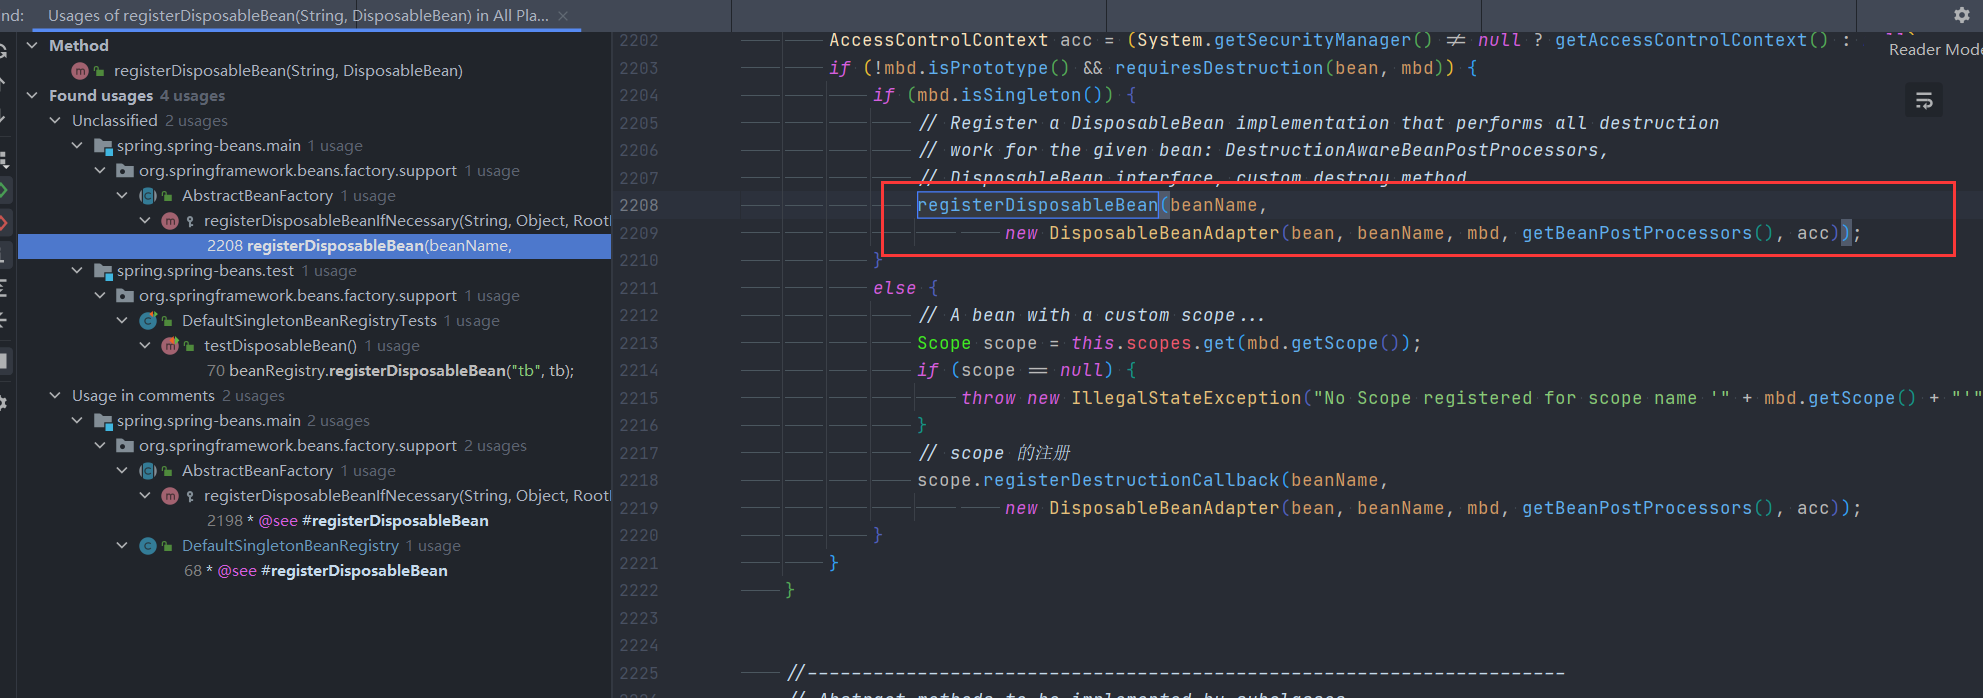 nd:
Usages of registerDisposableBean(String, DisposableBean) in All Pla...
Method
registerDisposableBean(String, DisposableBean)
Found usages 4 usages
Unclassified 2 usages
spring.spring-beans.main 1 usage
org.springframework.beans.factory.support 1 usage
AbstractBeanFactory 1 usage
registerDisposableBeanIfNecessary(String, Object, Root
2208 registerDisposableBean(beanName,
spring.spring-beans.test 1 usage
org.springframework.beans.factory.support 1 usage
DefaultSingletonBeanRegistryTests 1 usage
testDisposableBean() 1 usage
70 beanRegistry.registerDisposableBean("tb", tb);
Usage in comments 2 usages
spring.spring-beans.main 2 usages
org.springframework.beans.factory.support 2 usages
AbstractBeanFactory 1 usage
registerDisposableBeanIfNecessary(String, Object, Root
2198 * @see #registerDisposableBean
DefaultSingletonBeanRegistry 1 usage
68 * @see #registerDisposableBean
2202 AccessControlContext acc = (System.getSecurityManager() != null ? getAccessControlContext() :
Reader Mode
2203 if (!mbd.isPrototype() && requiresDestruction(bean, mbd)) {
2204 if (mbd.isSingleton()) {
2205 // Register a DisposableBean implementation that performs all destruction
2206 // work for the given bean: DestructionAwareBeanPostProcessors,
2207 // DisposableBean interface, custom destroy method.
2208 registerDisposableBean(beanName,
2209 new DisposableBeanAdapter(bean, beanName, mbd, getBeanPostProcessors(), acc));
2210 }
2211 else {
2212 // A bean with a custom scope...
2213 Scope scope = this.scopes.get(mbd.getScope());
2214 if (scope == null) {
2215 throw new IllegalStateException("No Scope registered for scope name '" + mbd.getScope() + "'"
2216 }
2217 // scope 的注册
2218 scope.registerDestructionCallback(beanName,
2219 new DisposableBeanAdapter(bean, beanName, mbd, getBeanPostProcessors(), acc));
2220 }
2221 }
2222 }
2223
2224
2225 //---------------------------------------------------------------------
// Abstract methods to be implemented by subclasses